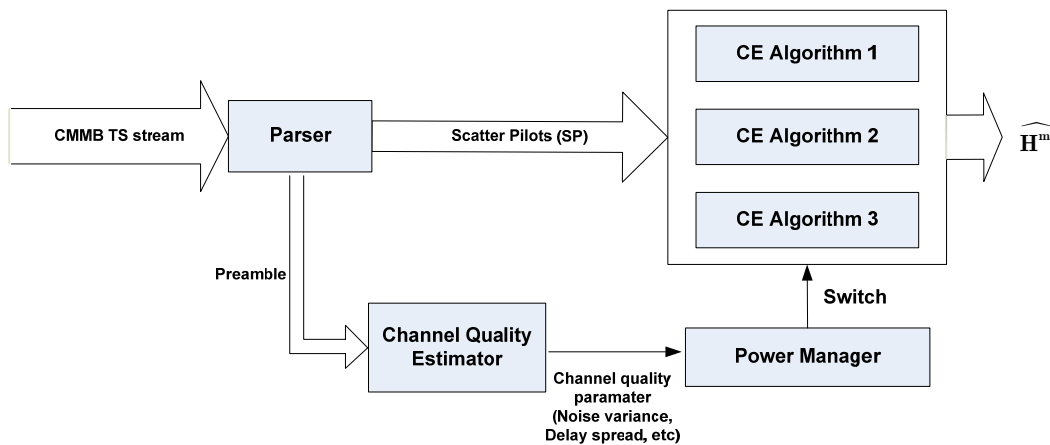 CMMB TS stream
Parser
Scatter Pilots (SP)
CE Algorithm 1
CE Algorithm 2
CE Algorithm 3
\widehat{H^m}
Preamble
Switch
Channel Quality
Estimator
Power Manager
Channel quality
paramater
(Noise variance,
Delay spread, etc)